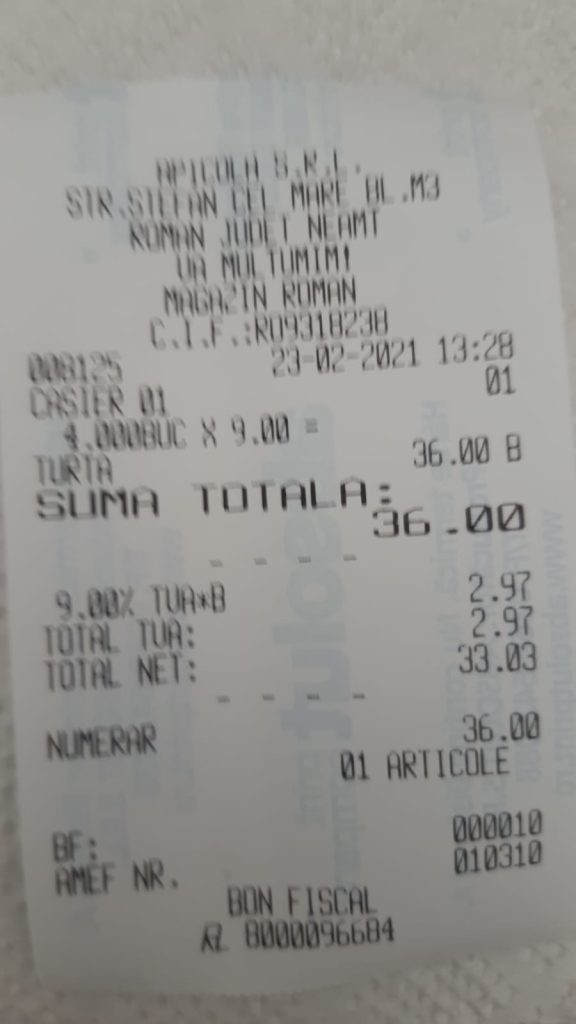 APICOLA S.R.L.
STR.STEFAN CEL MARE BL.M3
ROMAN JUDET NEAMT
VA MULTUMIM!
MAGAZIN ROMAN
C.I.F.:RO9318238
008125 23-02-2021 13:28
CASIER 01 01
4.000BUC X 9.00 =
TURTA 36.00 B
SUMA TOTALA:
36.00
- - - -
9.00% TVA*B 2.97
TOTAL TVA: 2.97
TOTAL NET: 33.03
- - - -
NUMERAR 36.00
01 ARTICOLE
BF: 000010
AMEF NR. 010310
BON FISCAL
8000096684